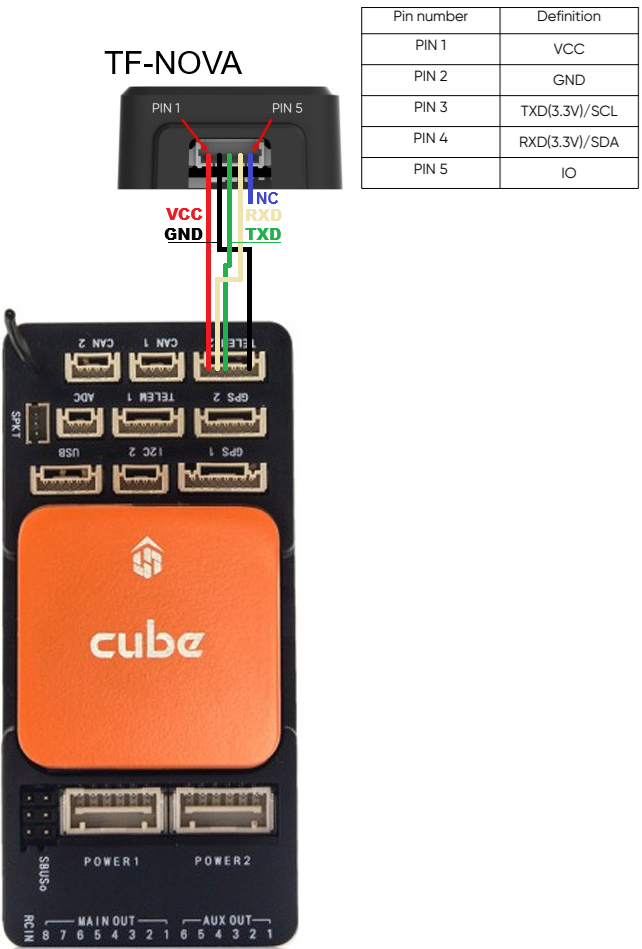 TF-NOVA
PIN 1
PIN 5
Pin number Definition
PIN 1 VCC
PIN 2 GND
PIN 3 TXD(3.3V)/SCL
PIN 4 RXD(3.3V)/SDA
PIN 5 IO
NC
VCC RXD
GND TXD
CAN 2 CAN 1 TELEM 2
SPKT ADC TELEM 1 GPS 2
USB I2C 2 GPS 1
cube
POWER1 POWER2
SBUSo
RCIN MAIN OUT AUX OUT
8 7 6 5 4 3 2 1 6 5 4 3 2 1